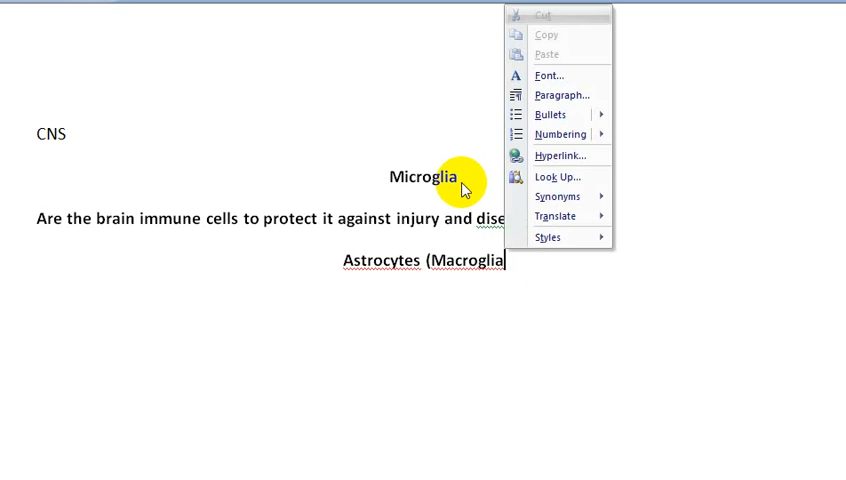 Cut
Copy
Paste
Font...
Paragraph...
Bullets
CNS
Numbering
Hyperlink...
Microglia
Look Up...
Synonyms
Are the brain immune cells to protect it against injury and dise
Translate
Styles
Astrocytes (Macroglia